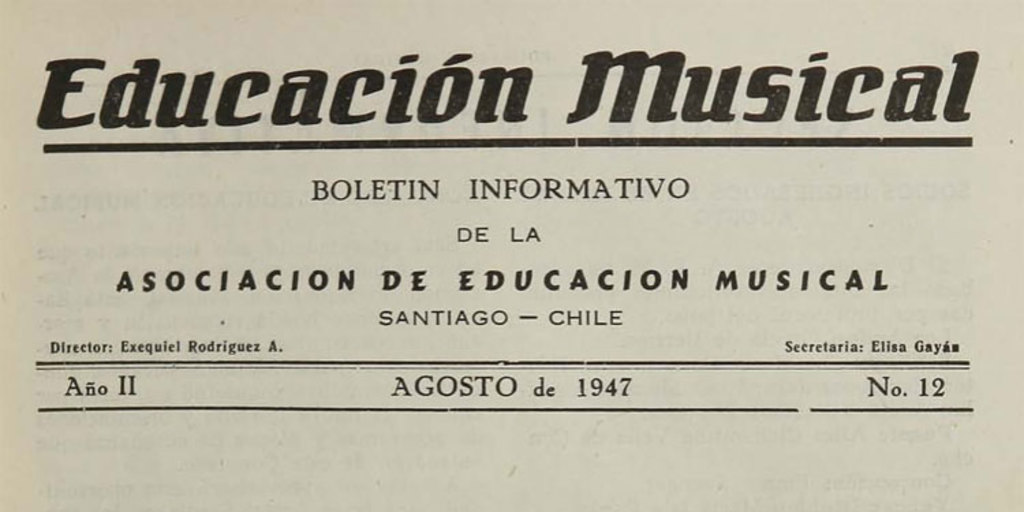 Educación Musical
BOLETIN INFORMATIVO
DE LA
ASOCIACION DE EDUCACION MUSICAL
SANTIAGO — CHILE
Director: Exequiel Rodríguez A. Secretaria: Elisa Gayán
Año II AGOSTO de 1947 No. 12